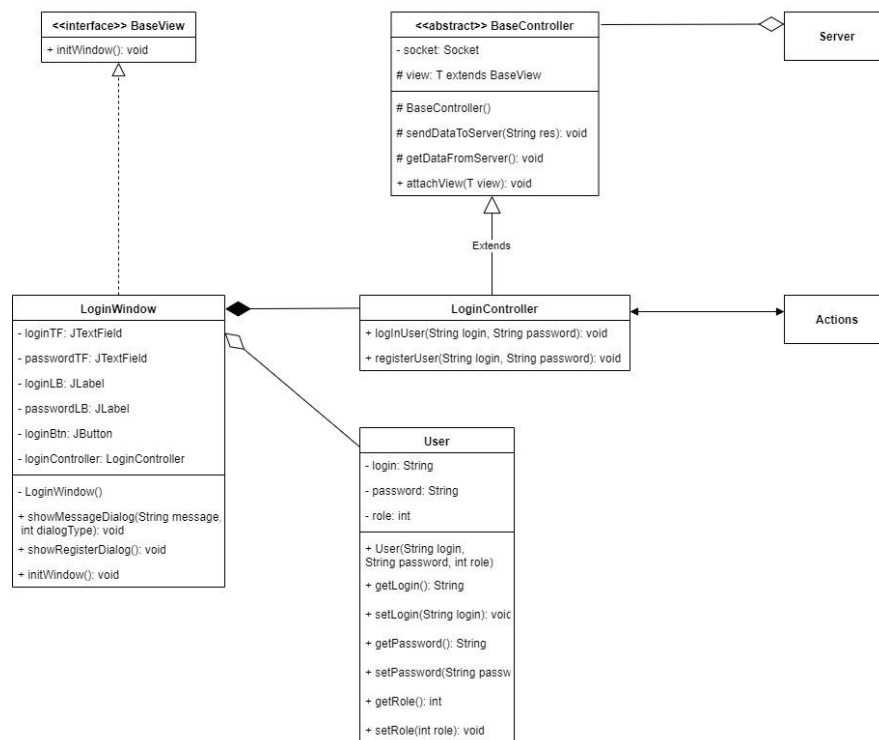 <<interface>> BaseView
+ initWindow(): void
<<abstract>> BaseController
- socket: Socket
# view: T extends BaseView
# BaseController()
# sendDataToServer(String res): void
# getDataFromServer(): void
+ attachView(T view): void
Server
Extends
LoginWindow
- loginTF: JTextField
- passwordTF: JTextField
- loginLB: JLabel
- passwordLB: JLabel
- loginBtn: JButton
- loginController: LoginController
- LoginWindow()
+ showMessageDialog(String message,
int dialogType): void
+ showRegisterDialog(): void
+ initWindow(): void
LoginController
+ logInUser(String login, String password): void
+ registerUser(String login, String password): void
Actions
User
- login: String
- password: String
- role: int
+ User(String login,
String password, int role)
+ getLogin(): String
+ setLogin(String login): void
+ getPassword(): String
+ setPassword(String passw
+ getRole(): int
+ setRole(int role): void